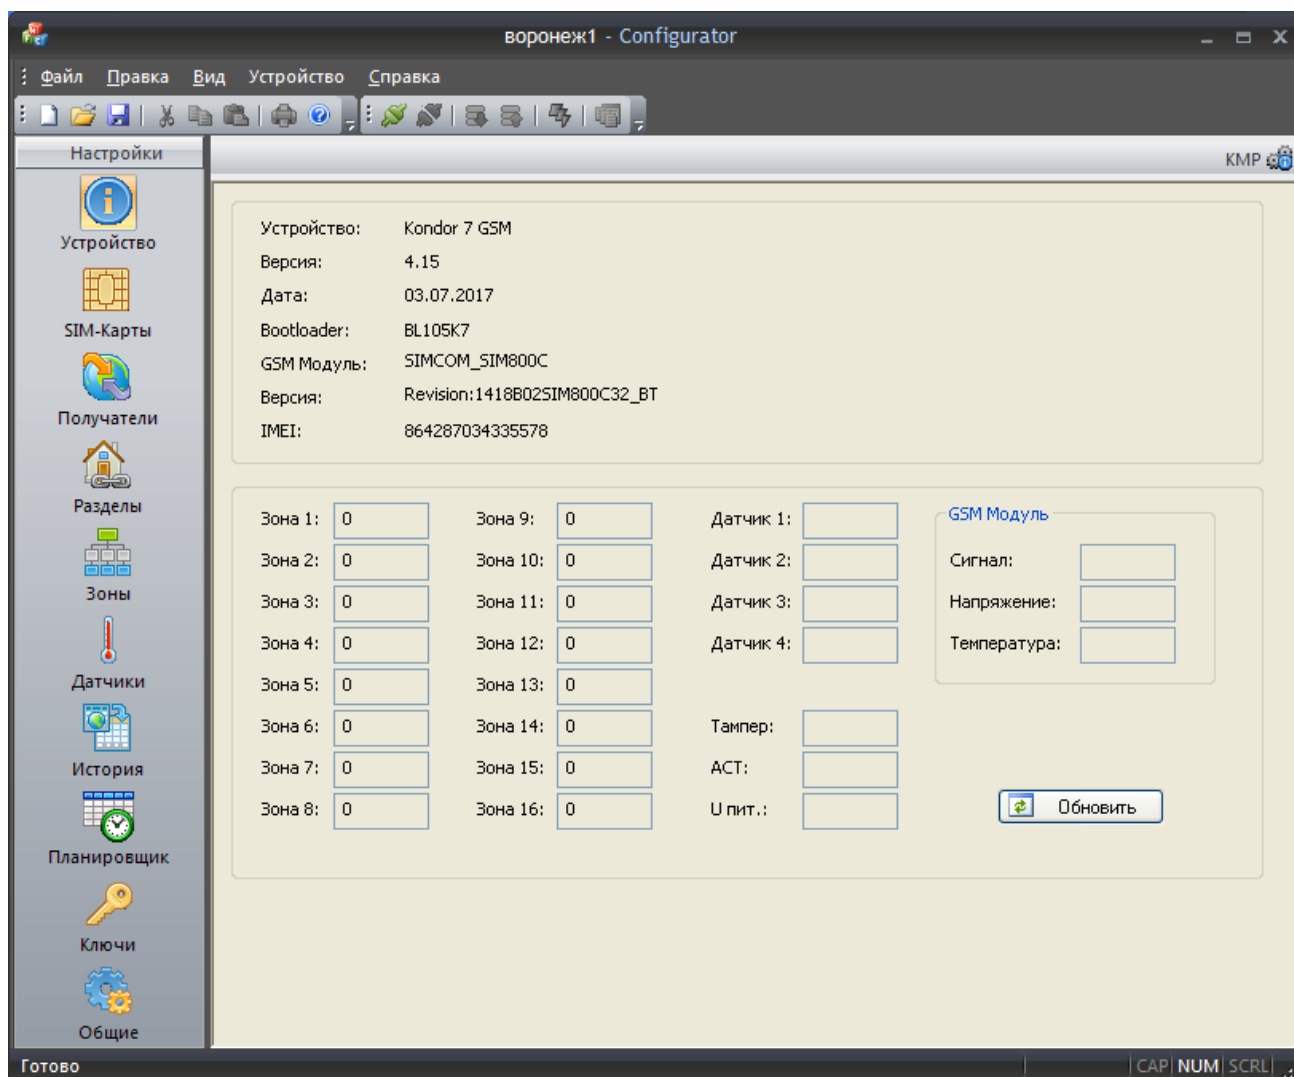 воронеж1 - Configurator
Файл Правка Вид Устройство Справка
Настройки
KMP
Устройство
SIM-Карты
Получатели
Разделы
Зоны
Датчики
История
Планировщик
Ключи
Общие
Устройство: Kondor 7 GSM
Версия: 4.15
Дата: 03.07.2017
Bootloader: BL105K7
GSM Модуль: SIMCOM_SIM800C
Версия: Revision:1418B02SIM800C32_BT
IMEI: 864287034335578
Зона 1: 0 Зона 9: 0 Датчик 1: GSM Модуль
Зона 2: 0 Зона 10: 0 Датчик 2: Сигнал:
Зона 3: 0 Зона 11: 0 Датчик 3: Напряжение:
Зона 4: 0 Зона 12: 0 Датчик 4: Температура:
Зона 5: 0 Зона 13: 0
Зона 6: 0 Зона 14: 0 Тампер:
Зона 7: 0 Зона 15: 0 АСТ:
Зона 8: 0 Зона 16: 0 U пит.: Обновить
Готово CAP NUM SCRL